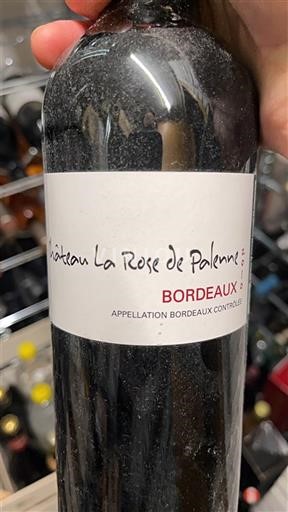 château La Rose de Palenne
BORDEAUX
APPELLATION BORDEAUX CONTRÔLÉE